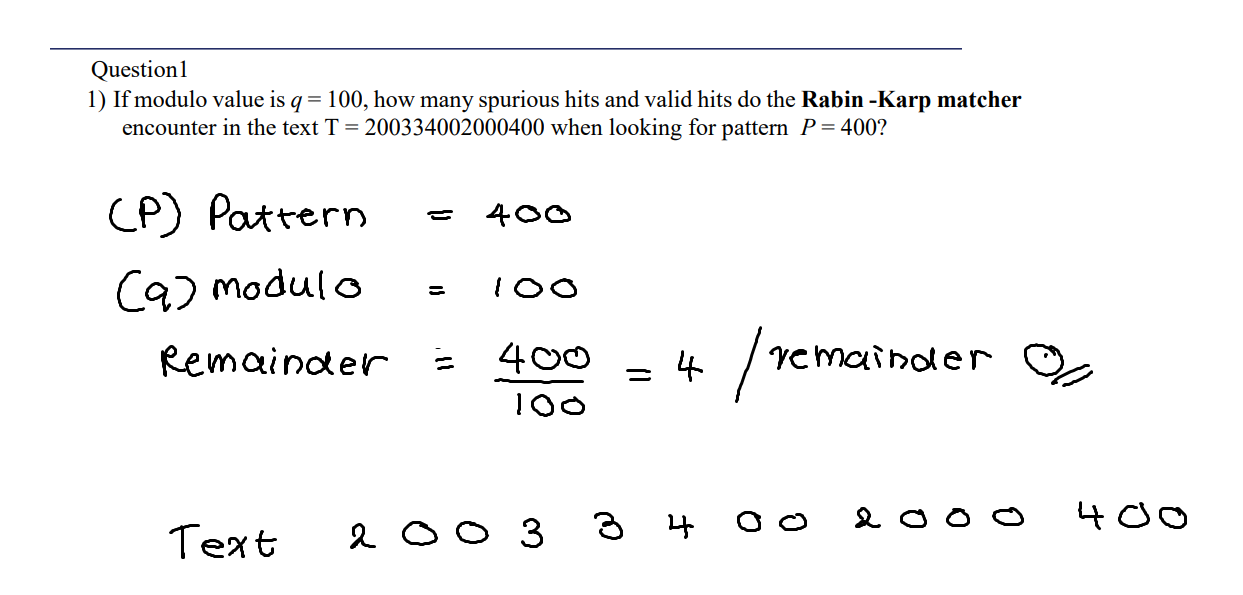 Question1
1) If modulo value is q = 100, how many spurious hits and valid hits do the Rabin -Karp matcher
encounter in the text T = 200334002000400 when looking for pattern P = 400?
(P) Pattern = 400
(q) modulo = 100
Remainder = 400/100 = 4 / remainder 0
Text 2 0 0 3 3 4 0 0 2 0 0 0 4 0 0